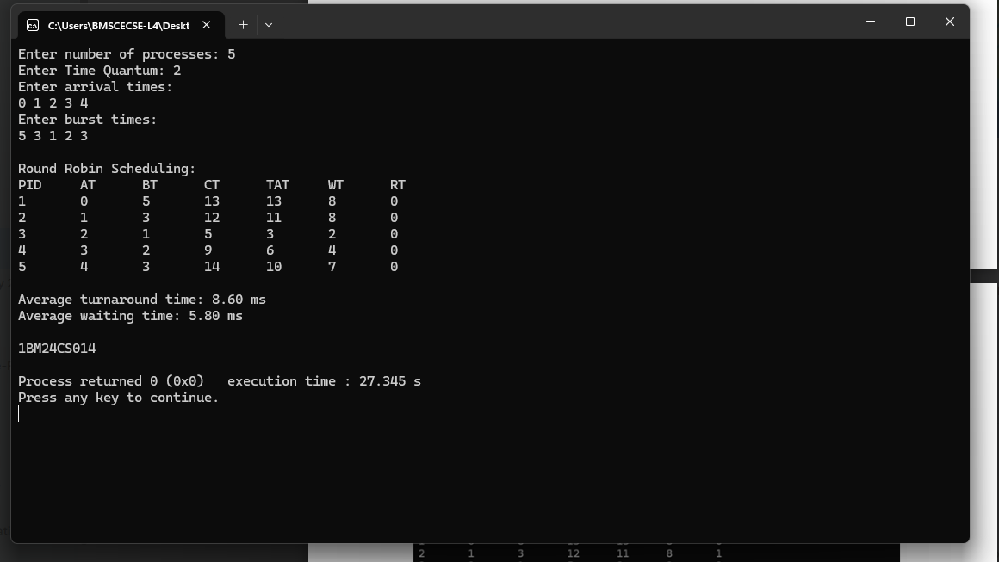 C:\Users\BMSCECSE-L4\Deskt
Enter number of processes: 5
Enter Time Quantum: 2
Enter arrival times:
0 1 2 3 4
Enter burst times:
5 3 1 2 3
Round Robin Scheduling:
PID AT BT CT TAT WT RT
1 0 5 13 13 8 0
2 1 3 12 11 8 0
3 2 1 5 3 2 0
4 3 2 9 6 4 0
5 4 3 14 10 7 0
Average turnaround time: 8.60 ms
Average waiting time: 5.80 ms
1BM24CS014
Process returned 0 (0x0) execution time : 27.345 s
Press any key to continue.
2 1 3 12 11 8 1